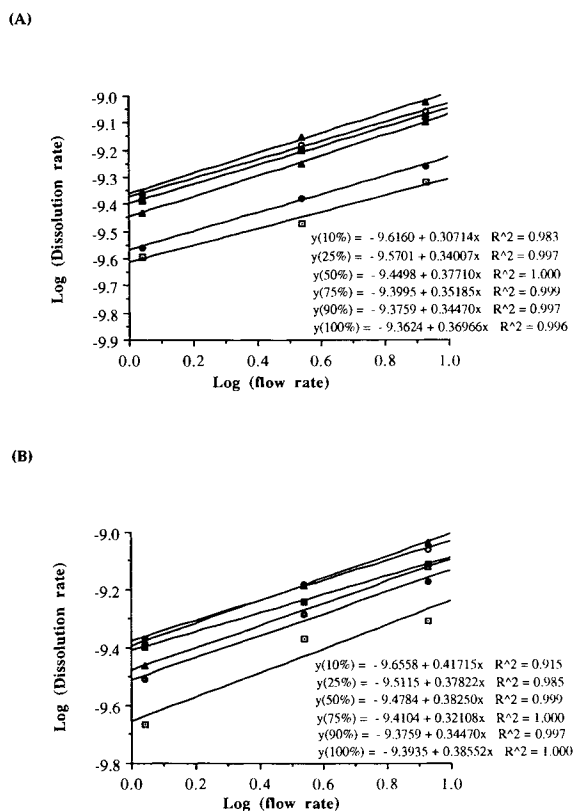 (A)
-9.0
-9.1
-9.2
-9.3
-9.4
-9.5
-9.6
-9.7
-9.8
-9.9
Log (Dissolution rate)
y(10%) = - 9.6160 + 0.30714x R^2 = 0.983
y(25%) = - 9.5701 + 0.34007x R^2 = 0.997
y(50%) = - 9.4498 + 0.37710x R^2 = 1.000
y(75%) = - 9.3995 + 0.35185x R^2 = 0.999
y(90%) = - 9.3759 + 0.34470x R^2 = 0.997
y(100%) = - 9.3624 + 0.36966x R^2 = 0.996
0.0 0.2 0.4 0.6 0.8 1.0
Log (flow rate)
(B)
-9.0
-9.2
-9.4
-9.6
-9.8
Log (Dissolution rate)
y(10%) = - 9.6558 + 0.41715x R^2 = 0.915
y(25%) = - 9.5115 + 0.37822x R^2 = 0.985
y(50%) = - 9.4784 + 0.38250x R^2 = 0.999
y(75%) = - 9.4104 + 0.32108x R^2 = 1.000
y(90%) = - 9.3759 + 0.34470x R^2 = 0.997
y(100%) = - 9.3935 + 0.38552x R^2 = 1.000
0.0 0.2 0.4 0.6 0.8 1.0
Log (flow rate)